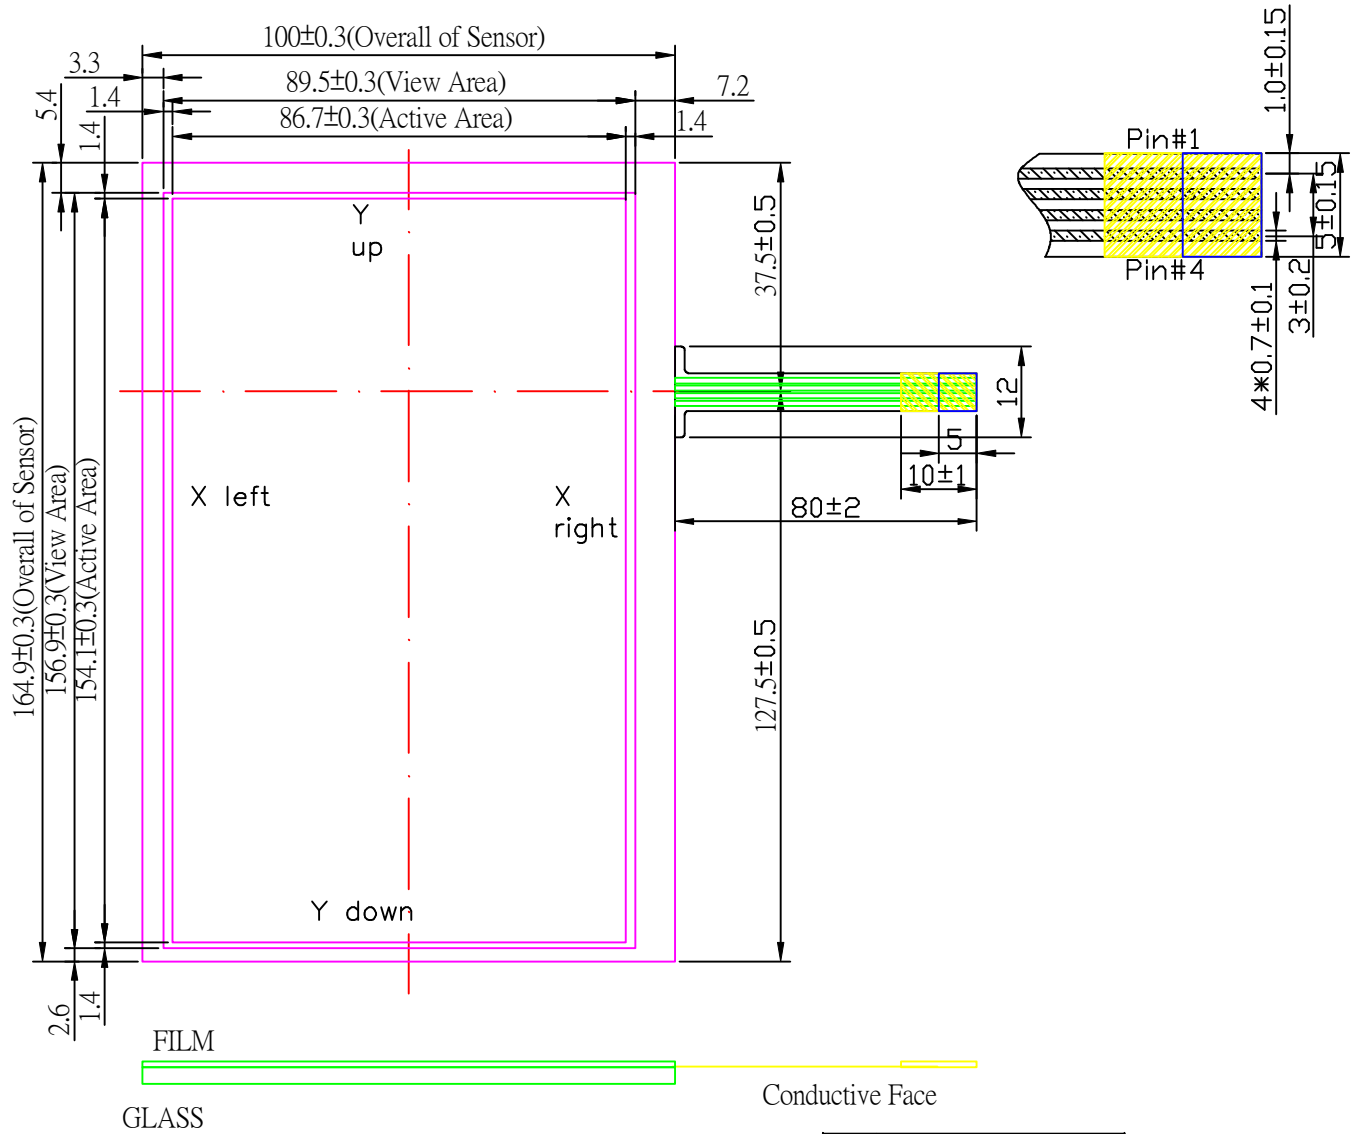 100±0.3(Overall of Sensor)
3.3
89.5±0.3(View Area)
7.2
5.4
1.4
86.7±0.3(Active Area)
1.4
1.4
1.0±0.15
Pin#1
5±0.15
Pin#4
3±0.2
4*0.7±0.1
Y
up
37.5±0.5
12
5
10±1
80±2
X left
X
right
164.9±0.3(Overall of Sensor)
156.9±0.3(View Area)
154.1±0.3(Active Area)
127.5±0.5
Y down
2.6
1.4
FILM
Conductive Face
GLASS